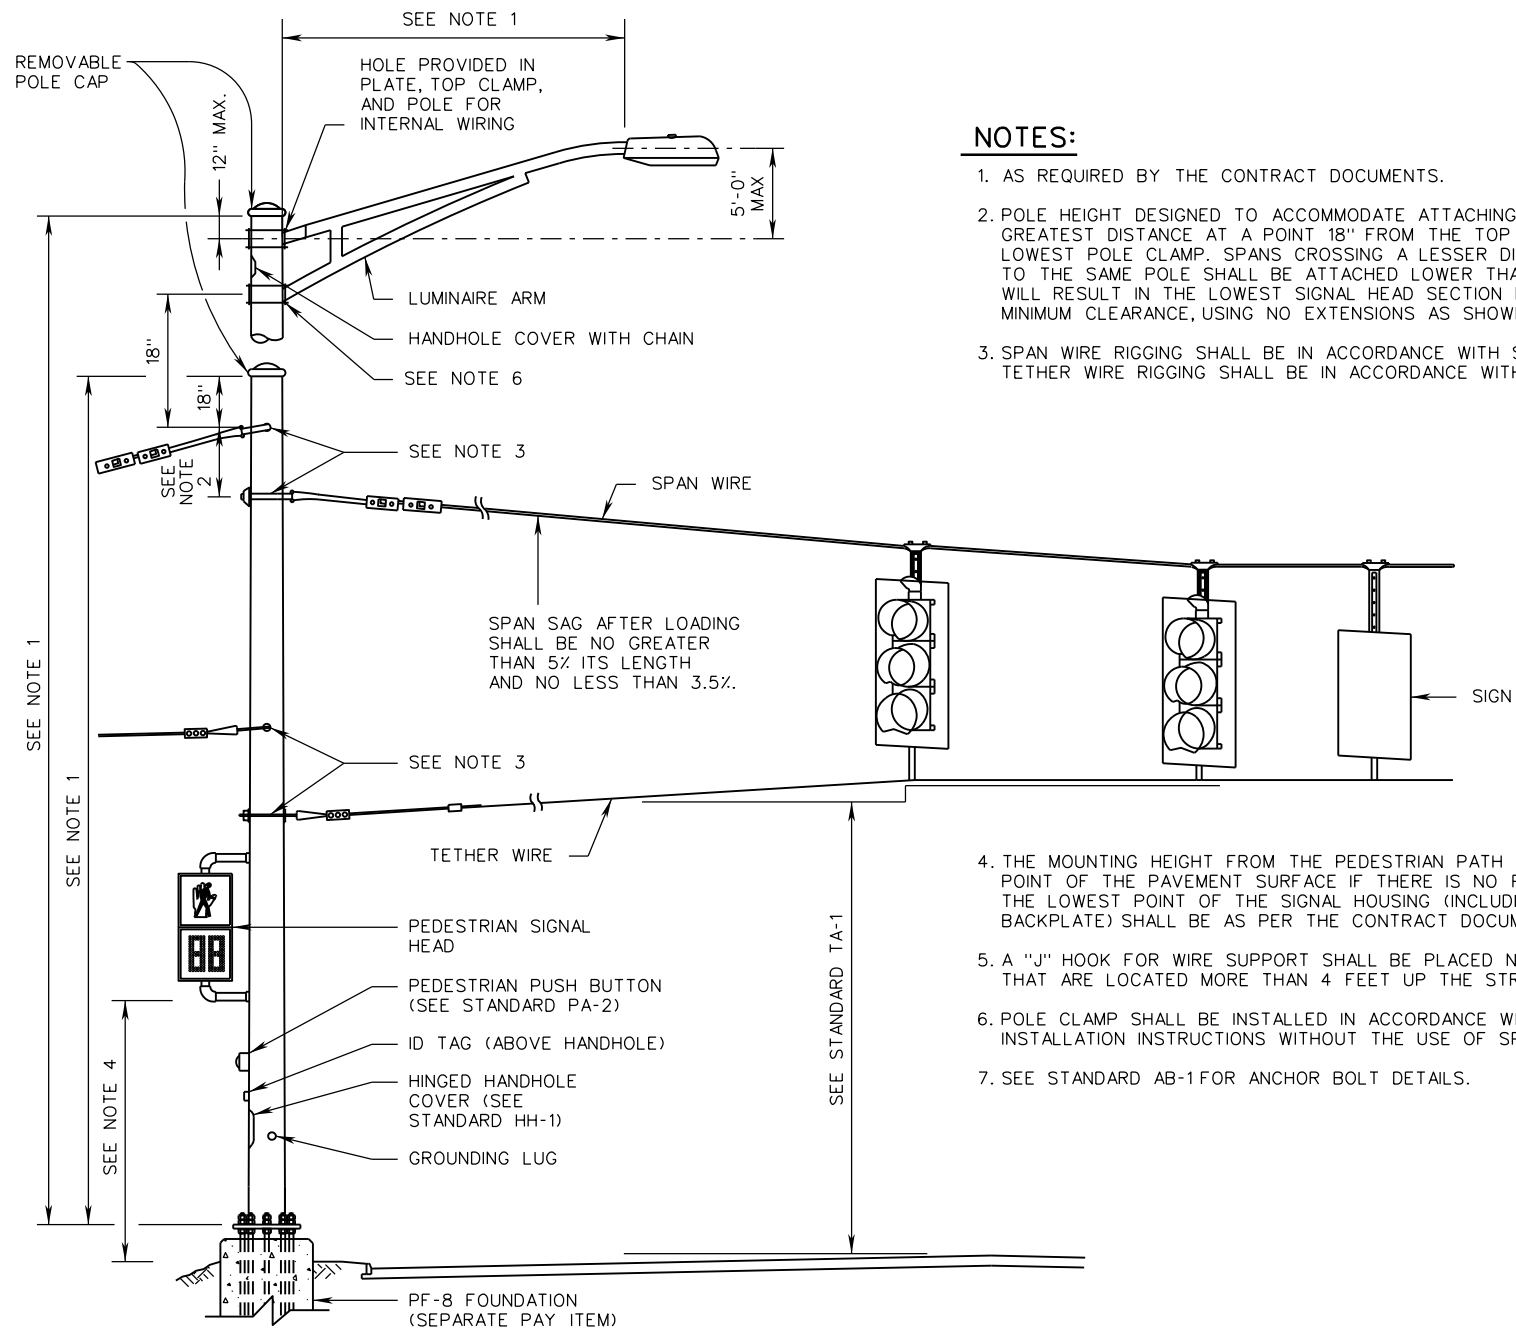 SEE NOTE 1
REMOVABLE
POLE CAP
HOLE PROVIDED IN
PLATE, TOP CLAMP,
AND POLE FOR
INTERNAL WIRING
12" MAX.
5'-0"
MAX
LUMINAIRE ARM
HANDHOLE COVER WITH CHAIN
SEE NOTE 6
18"
18"
SEE NOTE 3
SEE
NOTE
2
SPAN WIRE
SPAN SAG AFTER LOADING
SHALL BE NO GREATER
THAN 5% ITS LENGTH
AND NO LESS THAN 3.5%.
SEE NOTE 1
SEE NOTE 1
SIGN
SEE NOTE 3
TETHER WIRE
PEDESTRIAN SIGNAL
HEAD
PEDESTRIAN PUSH BUTTON
(SEE STANDARD PA-2)
ID TAG (ABOVE HANDHOLE)
HINGED HANDHOLE
COVER (SEE
STANDARD HH-1)
GROUNDING LUG
SEE NOTE 4
SEE STANDARD TA-1
88
PF-8 FOUNDATION
(SEPARATE PAY ITEM)
NOTES:
1. AS REQUIRED BY THE CONTRACT DOCUMENTS.
2. POLE HEIGHT DESIGNED TO ACCOMMODATE ATTACHING
GREATEST DISTANCE AT A POINT 18" FROM THE TOP
LOWEST POLE CLAMP. SPANS CROSSING A LESSER DI
TO THE SAME POLE SHALL BE ATTACHED LOWER THA
WILL RESULT IN THE LOWEST SIGNAL HEAD SECTION
MINIMUM CLEARANCE, USING NO EXTENSIONS AS SHOW
3. SPAN WIRE RIGGING SHALL BE IN ACCORDANCE WITH S
TETHER WIRE RIGGING SHALL BE IN ACCORDANCE WITH
4. THE MOUNTING HEIGHT FROM THE PEDESTRIAN PATH
POINT OF THE PAVEMENT SURFACE IF THERE IS NO
THE LOWEST POINT OF THE SIGNAL HOUSING (INCLUD
BACKPLATE) SHALL BE AS PER THE CONTRACT DOCUM
5. A "J" HOOK FOR WIRE SUPPORT SHALL BE PLACED N
THAT ARE LOCATED MORE THAN 4 FEET UP THE STR
6. POLE CLAMP SHALL BE INSTALLED IN ACCORDANCE W
INSTALLATION INSTRUCTIONS WITHOUT THE USE OF S
7. SEE STANDARD AB-1 FOR ANCHOR BOLT DETAILS.